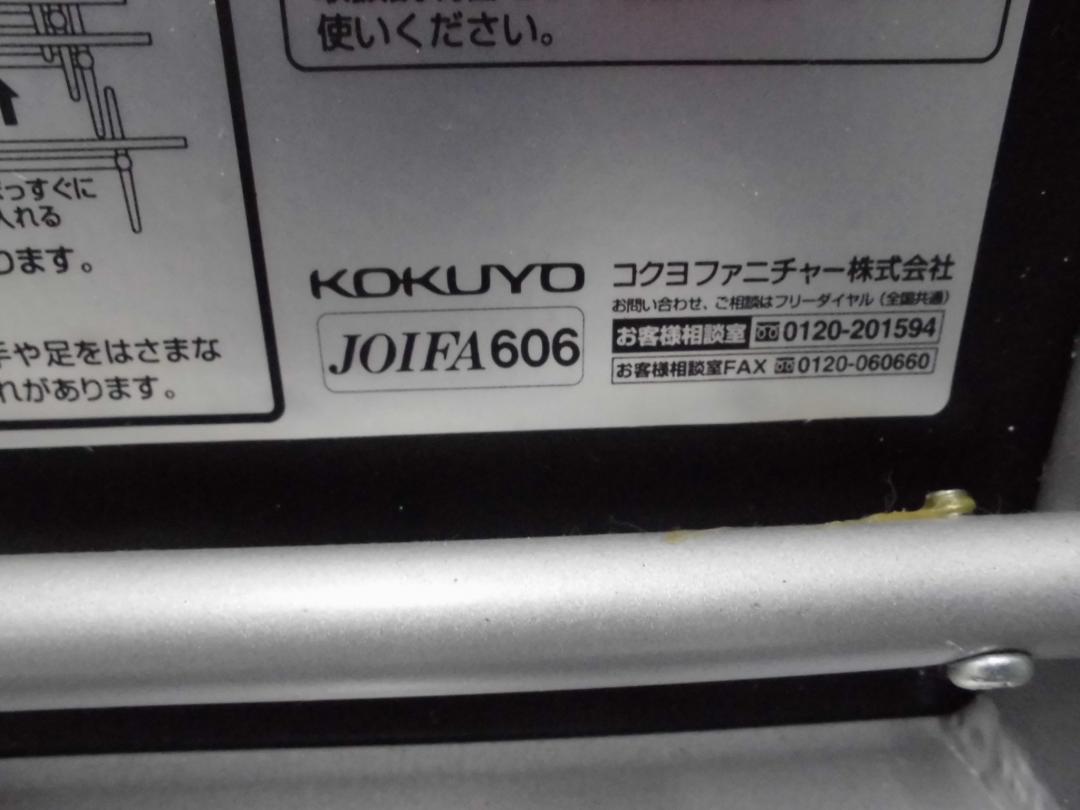 使いください。
っすぐに
入れる
ります。
手や足をはさまな
れがあります。
KOKUYO
コクヨファニチャー株式会社
お問い合わせ、ご相談はフリーダイヤル（全国共通）
JOIFA606
お客様相談室 0120-201594
お客様相談室FAX 0120-060660